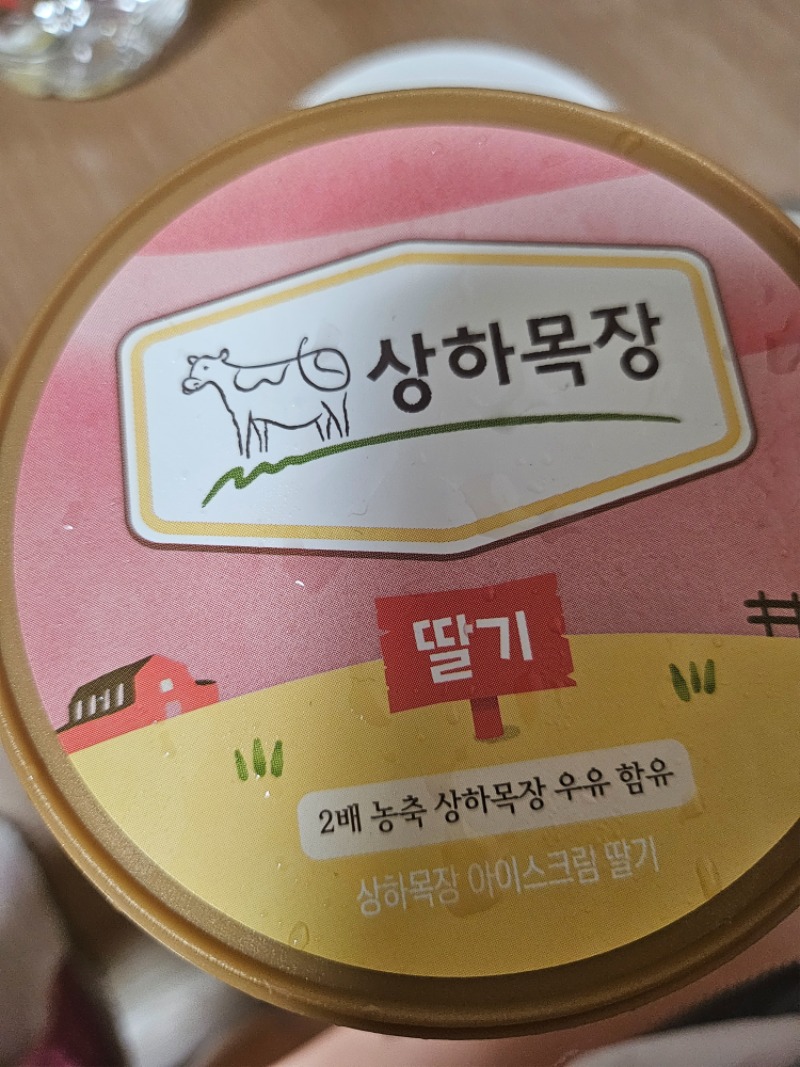 상하목장
딸기
2배 농축 상하목장 우유 함유
상하목장 아이스크림 딸기